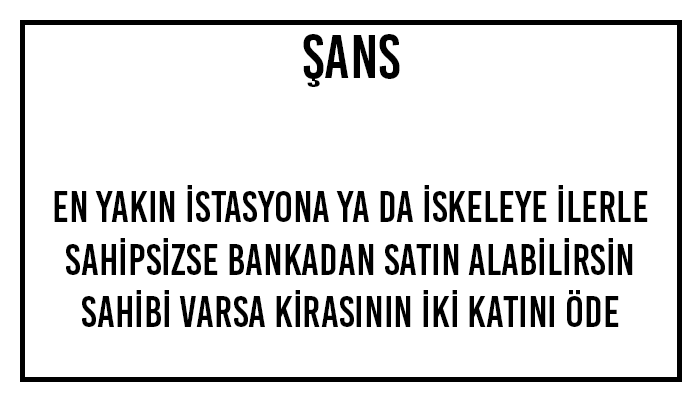 ŞANS
EN YAKIN İSTASYONA YA DA İSKELEYE İLERLE
SAHİPSİZSE BANKADAN SATIN ALABİLİRSİN
SAHİBİ VARSA KİRASININ İKİ KATINI ÖDE